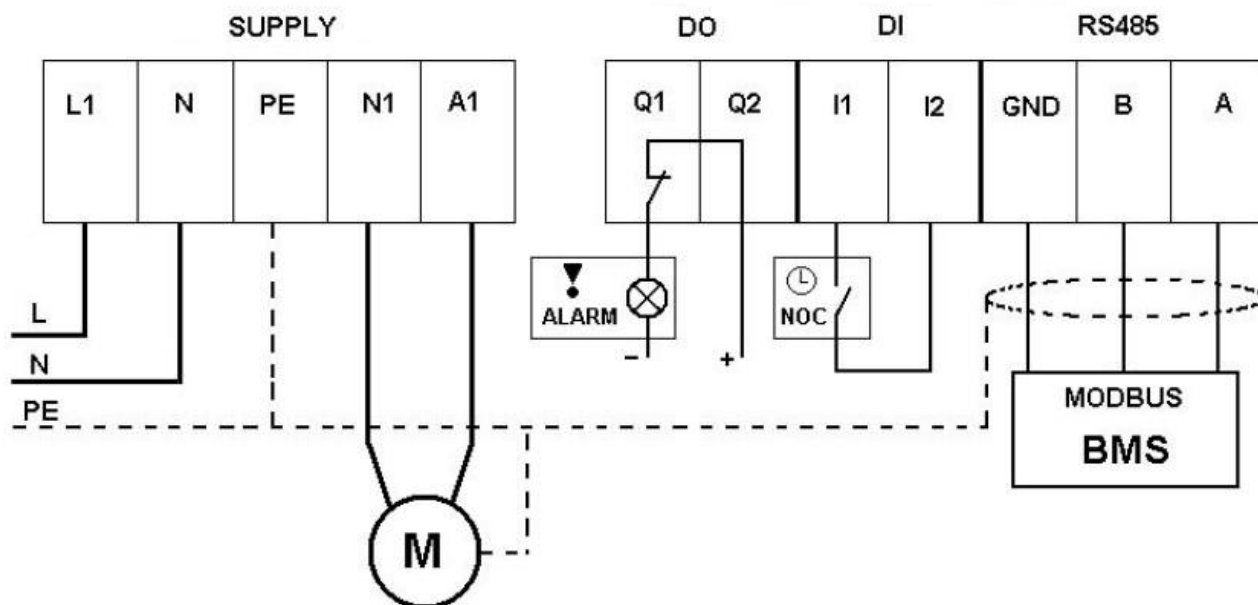 SUPPLY DO DI RS485
L1 N PE N1 A1 Q1 Q2 I1 I2 GND B A
L
N
PE
ALARM
− +
NOC
MODBUS
BMS
M